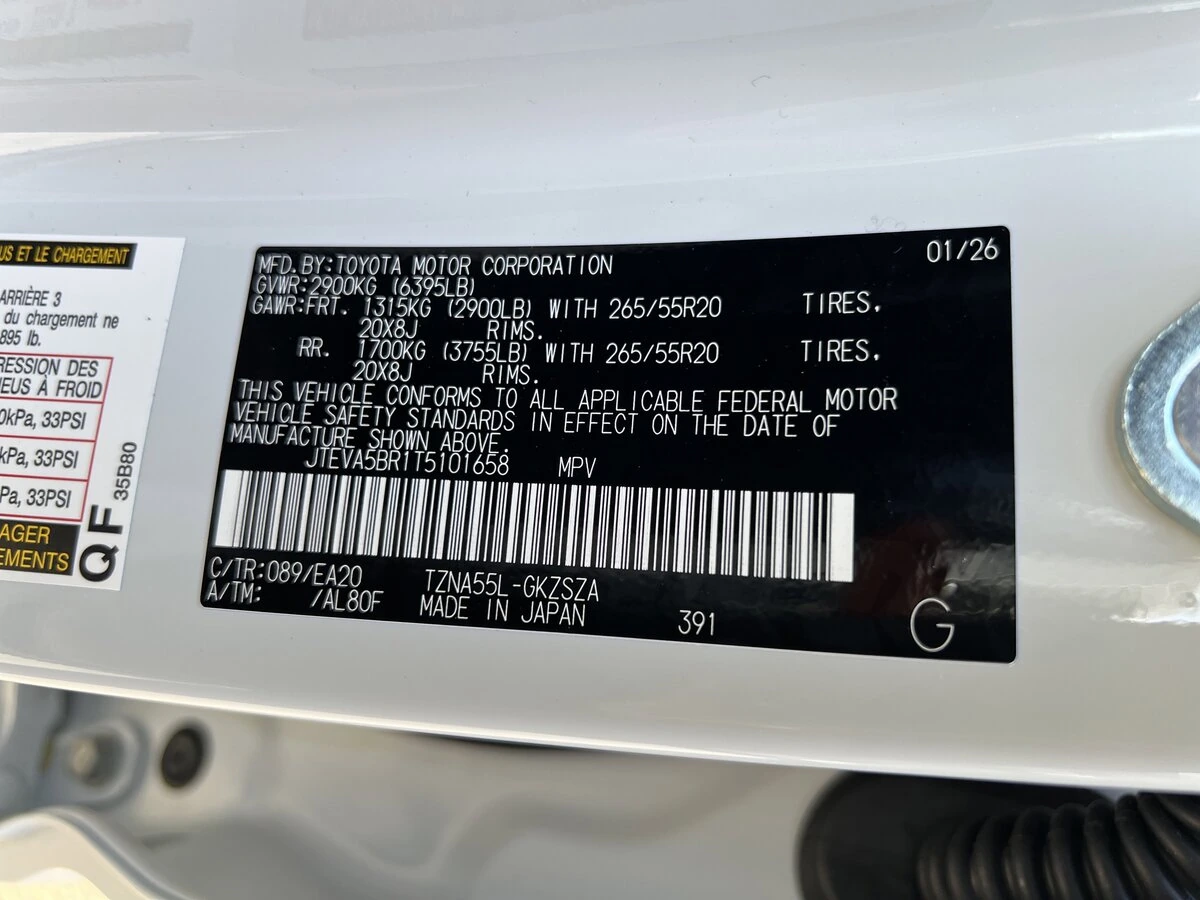 US ET LE CHARGEMENT
ARRIÈRE 3
du chargement ne
895 lb.
RESSION DES
NEUS À FROID
0kPa, 33PSI
kPa, 33PSI
Pa, 33PSI
AGER
EMENTS
QF 35B80
01/26
MFD.BY:TOYOTA MOTOR CORPORATION
GVWR:2900KG (6395LB)
GAWR:FRT. 1315KG (2900LB) WITH 265/55R20 TIRES.
20X8J RIMS.
RR. 1700KG (3755LB) WITH 265/55R20 TIRES.
20X8J RIMS.
THIS VEHICLE CONFORMS TO ALL APPLICABLE FEDERAL MOTOR
VEHICLE SAFETY STANDARDS IN EFFECT ON THE DATE OF
MANUFACTURE SHOWN ABOVE.
JTEVA5BR1T5101658 MPV
C/TR:089/EA20 TZNA55L-GKZSZA
A/TM: /AL80F MADE IN JAPAN 391
G